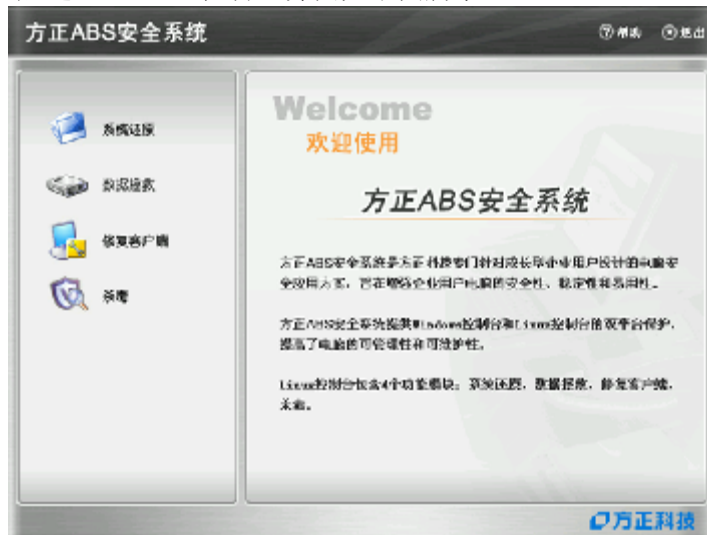 方正ABS安全系统
帮助 退出
系统还原
数据拯救
修复客户端
杀毒
Welcome
欢迎使用
方正ABS安全系统
方正ABS安全系统是方正科技专门针对成长型企业用户设计的电脑安
全应用方案，旨在增强企业用户电脑的安全性、稳定性和易用性。
方正ABS安全系统提供Windows控制台和Linux控制台的双平台保护，
提高了电脑的可管理性和可维护性。
Linux控制台包含4个功能模块：系统还原，数据拯救，修复客户端，
杀毒。
方正科技